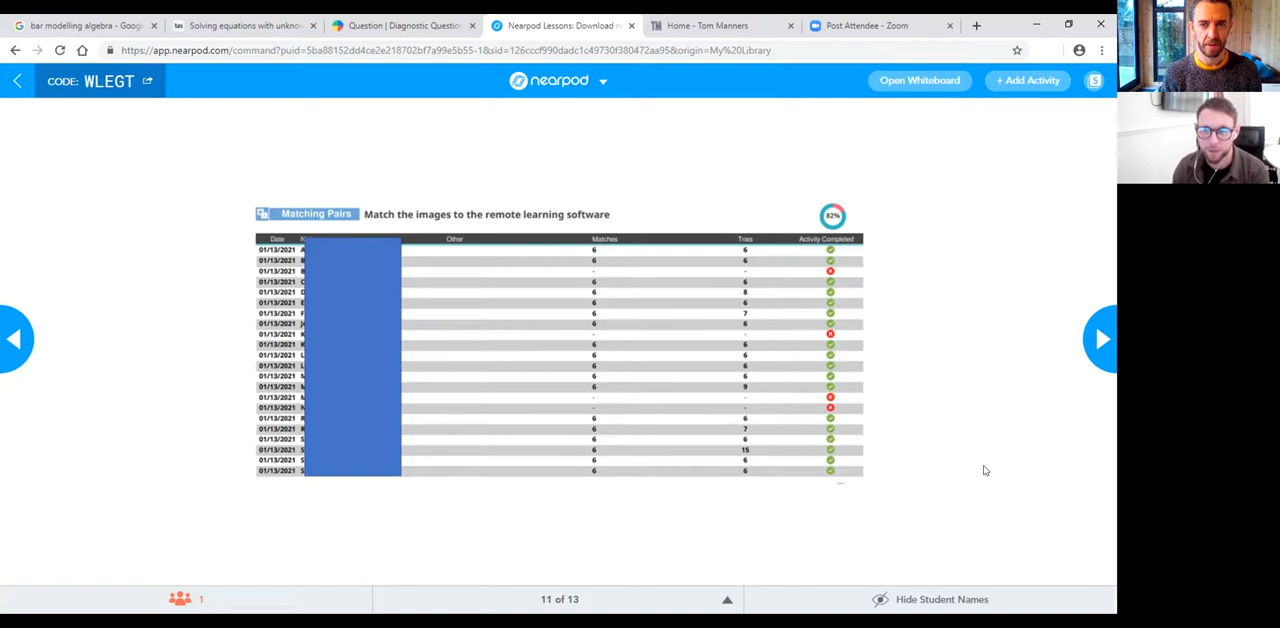 bar modelling algebra - Googl
Solving equations with unknow
Question | Diagnostic Question
Nearpod Lessons: Download re
Home - Tom Manners
Post Attendee - Zoom
https://app.nearpod.com/command?puid=5ba88152dd4ce2e218702bf7a99e5b55-1&sid=126cccf990dadc1c49730f380472aa95&origin=My%20Library
CODE: WLEGT
nearpod
Open Whiteboard
+ Add Activity
S
Matching Pairs Match the images to the remote learning software
82%
Date Other Matches Tries Activity Completed
01/13/2021 A 6 6
01/13/2021 B 6 6
01/13/2021 B - -
01/13/2021 C 6 6
01/13/2021 D 6 8
01/13/2021 E 6 6
01/13/2021 F 6 7
01/13/2021 Je 6 6
01/13/2021 K - -
01/13/2021 K 6 6
01/13/2021 L 6 6
01/13/2021 L 6 6
01/13/2021 M 6 6
01/13/2021 M 6 9
01/13/2021 M - -
01/13/2021 N - -
01/13/2021 R 6 6
01/13/2021 R 6 7
01/13/2021 S 6 6
01/13/2021 S 6 15
01/13/2021 S 6 6
01/13/2021 S 6 6
1
11 of 13
Hide Student Names